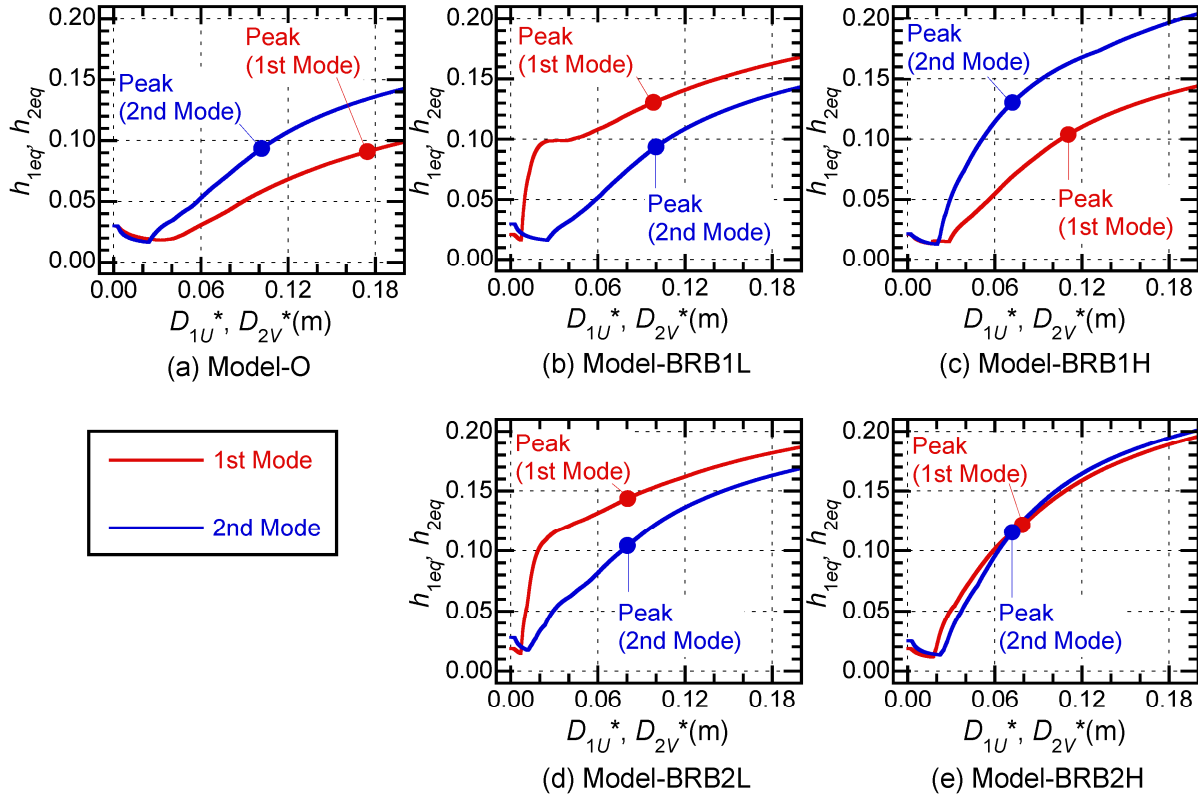 0.20
0.15
0.10
0.05
0.00
h1eq, h2eq
Peak
(1st Mode)
Peak
(2nd Mode)
0.00 0.06 0.12 0.18
D1U*, D2V*(m)
(a) Model-O
0.20
0.15
0.10
0.05
0.00
h1eq, h2eq
Peak
(1st Mode)
Peak
(2nd Mode)
0.00 0.06 0.12 0.18
D1U*, D2V*(m)
(b) Model-BRB1L
0.20
0.15
0.10
0.05
0.00
h1eq, h2eq
Peak
(2nd Mode)
Peak
(1st Mode)
0.00 0.06 0.12 0.18
D1U*, D2V*(m)
(c) Model-BRB1H
1st Mode
2nd Mode
0.20
0.15
0.10
0.05
0.00
h1eq, h2eq
Peak
(1st Mode)
Peak
(2nd Mode)
0.00 0.06 0.12 0.18
D1U*, D2V*(m)
(d) Model-BRB2L
0.20
0.15
0.10
0.05
0.00
h1eq, h2eq
Peak
(1st Mode)
Peak
(2nd Mode)
0.00 0.06 0.12 0.18
D1U*, D2V*(m)
(e) Model-BRB2H